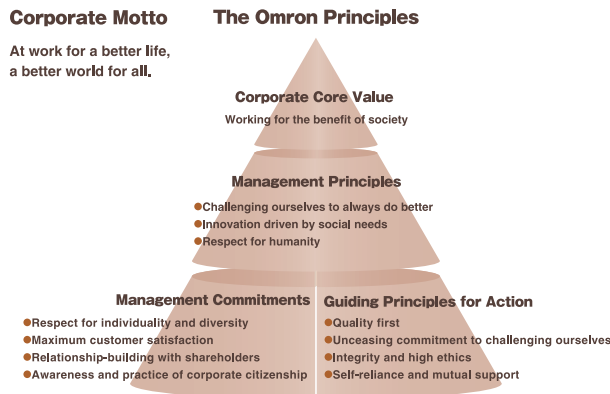 Corporate Motto
At work for a better life,
a better world for all.
The Omron Principles
Corporate Core Value
Working for the benefit of society
Management Principles
●Challenging ourselves to always do better
●Innovation driven by social needs
●Respect for humanity
Management Commitments
●Respect for individuality and diversity
●Maximum customer satisfaction
●Relationship-building with shareholders
●Awareness and practice of corporate citizenship
Guiding Principles for Action
●Quality first
●Unceasing commitment to challenging ourselves
●Integrity and high ethics
●Self-reliance and mutual support